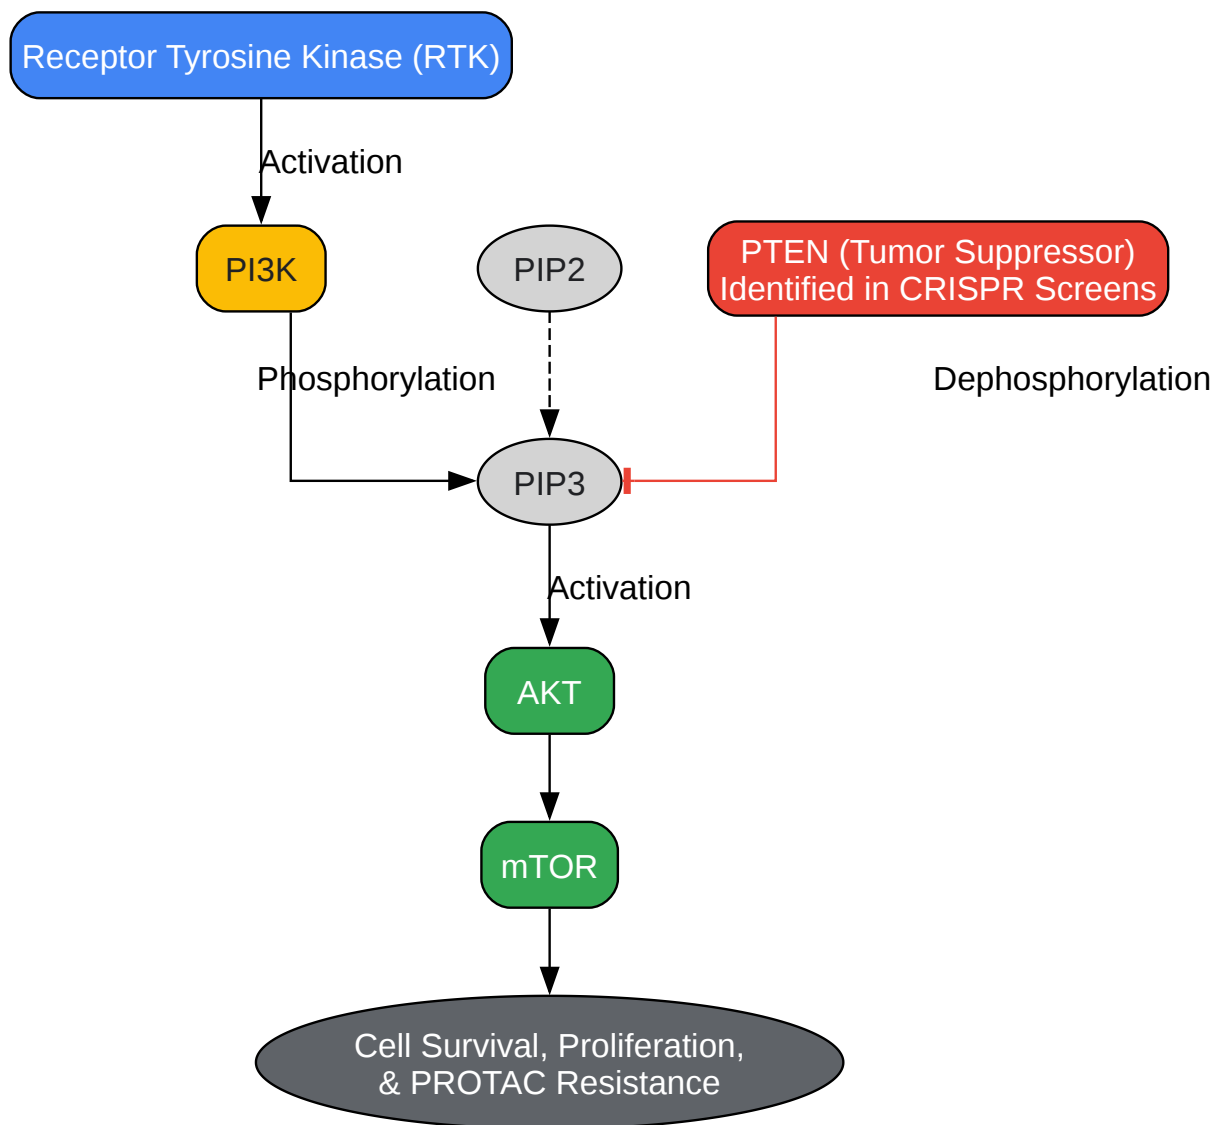 Receptor Tyrosine Kinase (RTK)
Activation
PI3K
PIP2
PTEN (Tumor Suppressor)
Identified in CRISPR Screens
Phosphorylation
Dephosphorylation
PIP3
Activation
AKT
mTOR
Cell Survival, Proliferation,
& PROTAC Resistance